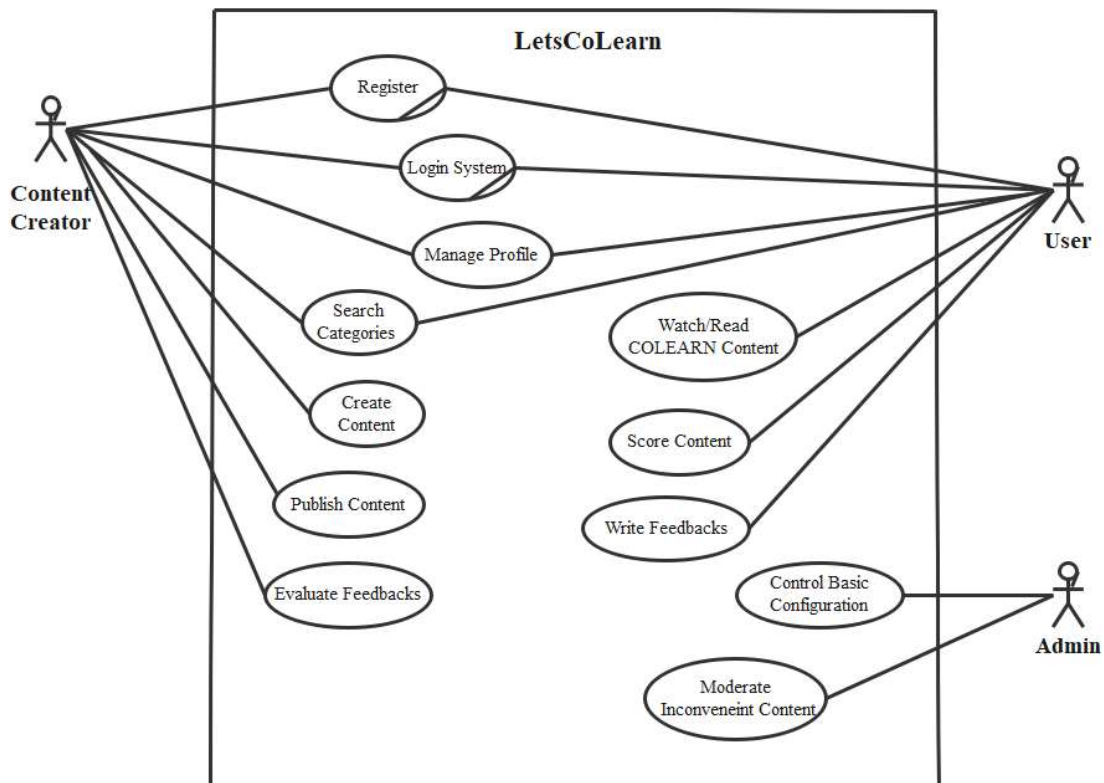 LetsCoLearn
Register
Login System
Content
Creator
Manage Profile
User
Search
Categories
Watch/Read
COLEARN Content
Create
Content
Score Content
Publish Content
Write Feedbacks
Evaluate Feedbacks
Control Basic
Configuration
Admin
Moderate
Inconveneint Content